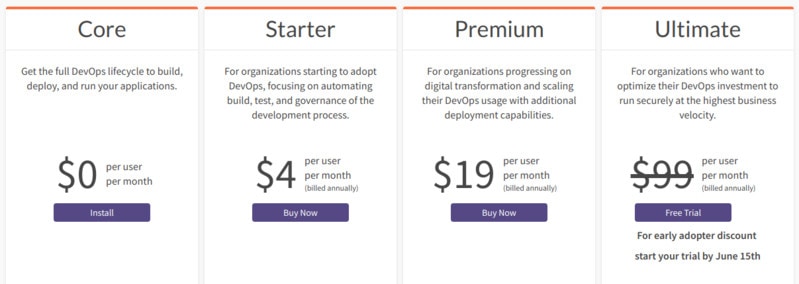 Core
Get the full DevOps lifecycle to build,
deploy, and run your applications.
$0
per user
per month
Install
Starter
For organizations starting to adopt
DevOps, focusing on automating
build, test, and governance of the
development process.
$4
per user
per month
(billed annually)
Buy Now
Premium
For organizations progressing on
digital transformation and scaling
their DevOps usage with additional
deployment capabilities.
$19
per user
per month
(billed annually)
Buy Now
Ultimate
For organizations who want to
optimize their DevOps investment to
run securely at the highest business
velocity.
$99
per user
per month
(billed annually)
Free Trial
For early adopter discount
start your trial by June 15th